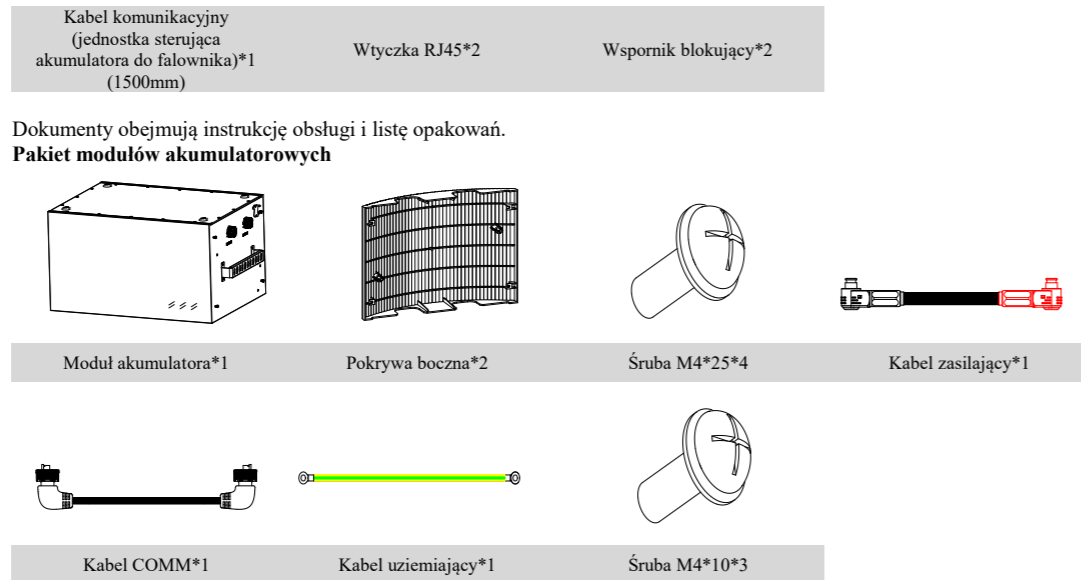 Kabel komunikacyjny
(jednostka sterująca
akumulatora do falownika)*1
(1500mm)
Wtyczka RJ45*2
Wspornik blokujący*2
Dokumenty obejmują instrukcję obsługi i listę opakowań.
Pakiet modułów akumulatorowych
Moduł akumulatora*1
Pokrywa boczna*2
Śruba M4*25*4
Kabel zasilający*1
Kabel COMM*1
Kabel uziemiający*1
Śruba M4*10*3